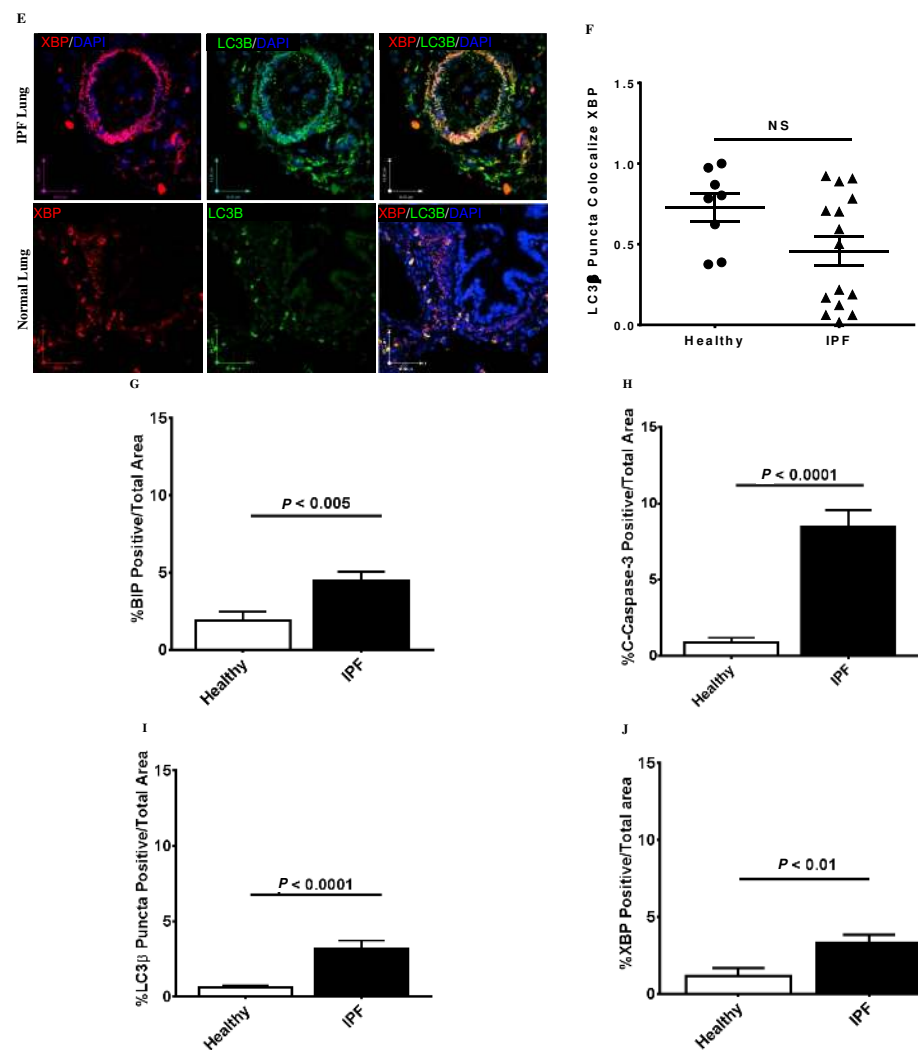 E
XBP/DAPI
LC3B/DAPI
XBP/LC3B/DAPI
IPF Lung
XBP
LC3B
XBP/LC3B/DAPI
Normal Lung
F
LC3β Puncta Colocalize XBP
1.5
1.0
0.5
0.0
NS
Healthy
IPF
G
%BIP Positive/Total Area
15
10
5
0
P < 0.005
Healthy
IPF
H
%C-Caspase-3 Positive/Total Area
15
10
5
0
P < 0.0001
Healthy
IPF
I
%LC3β Puncta Positive/Total Area
15
10
5
0
P < 0.0001
Healthy
IPF
J
%XBP Positive/Total area
15
10
5
0
P < 0.01
Healthy
IPF